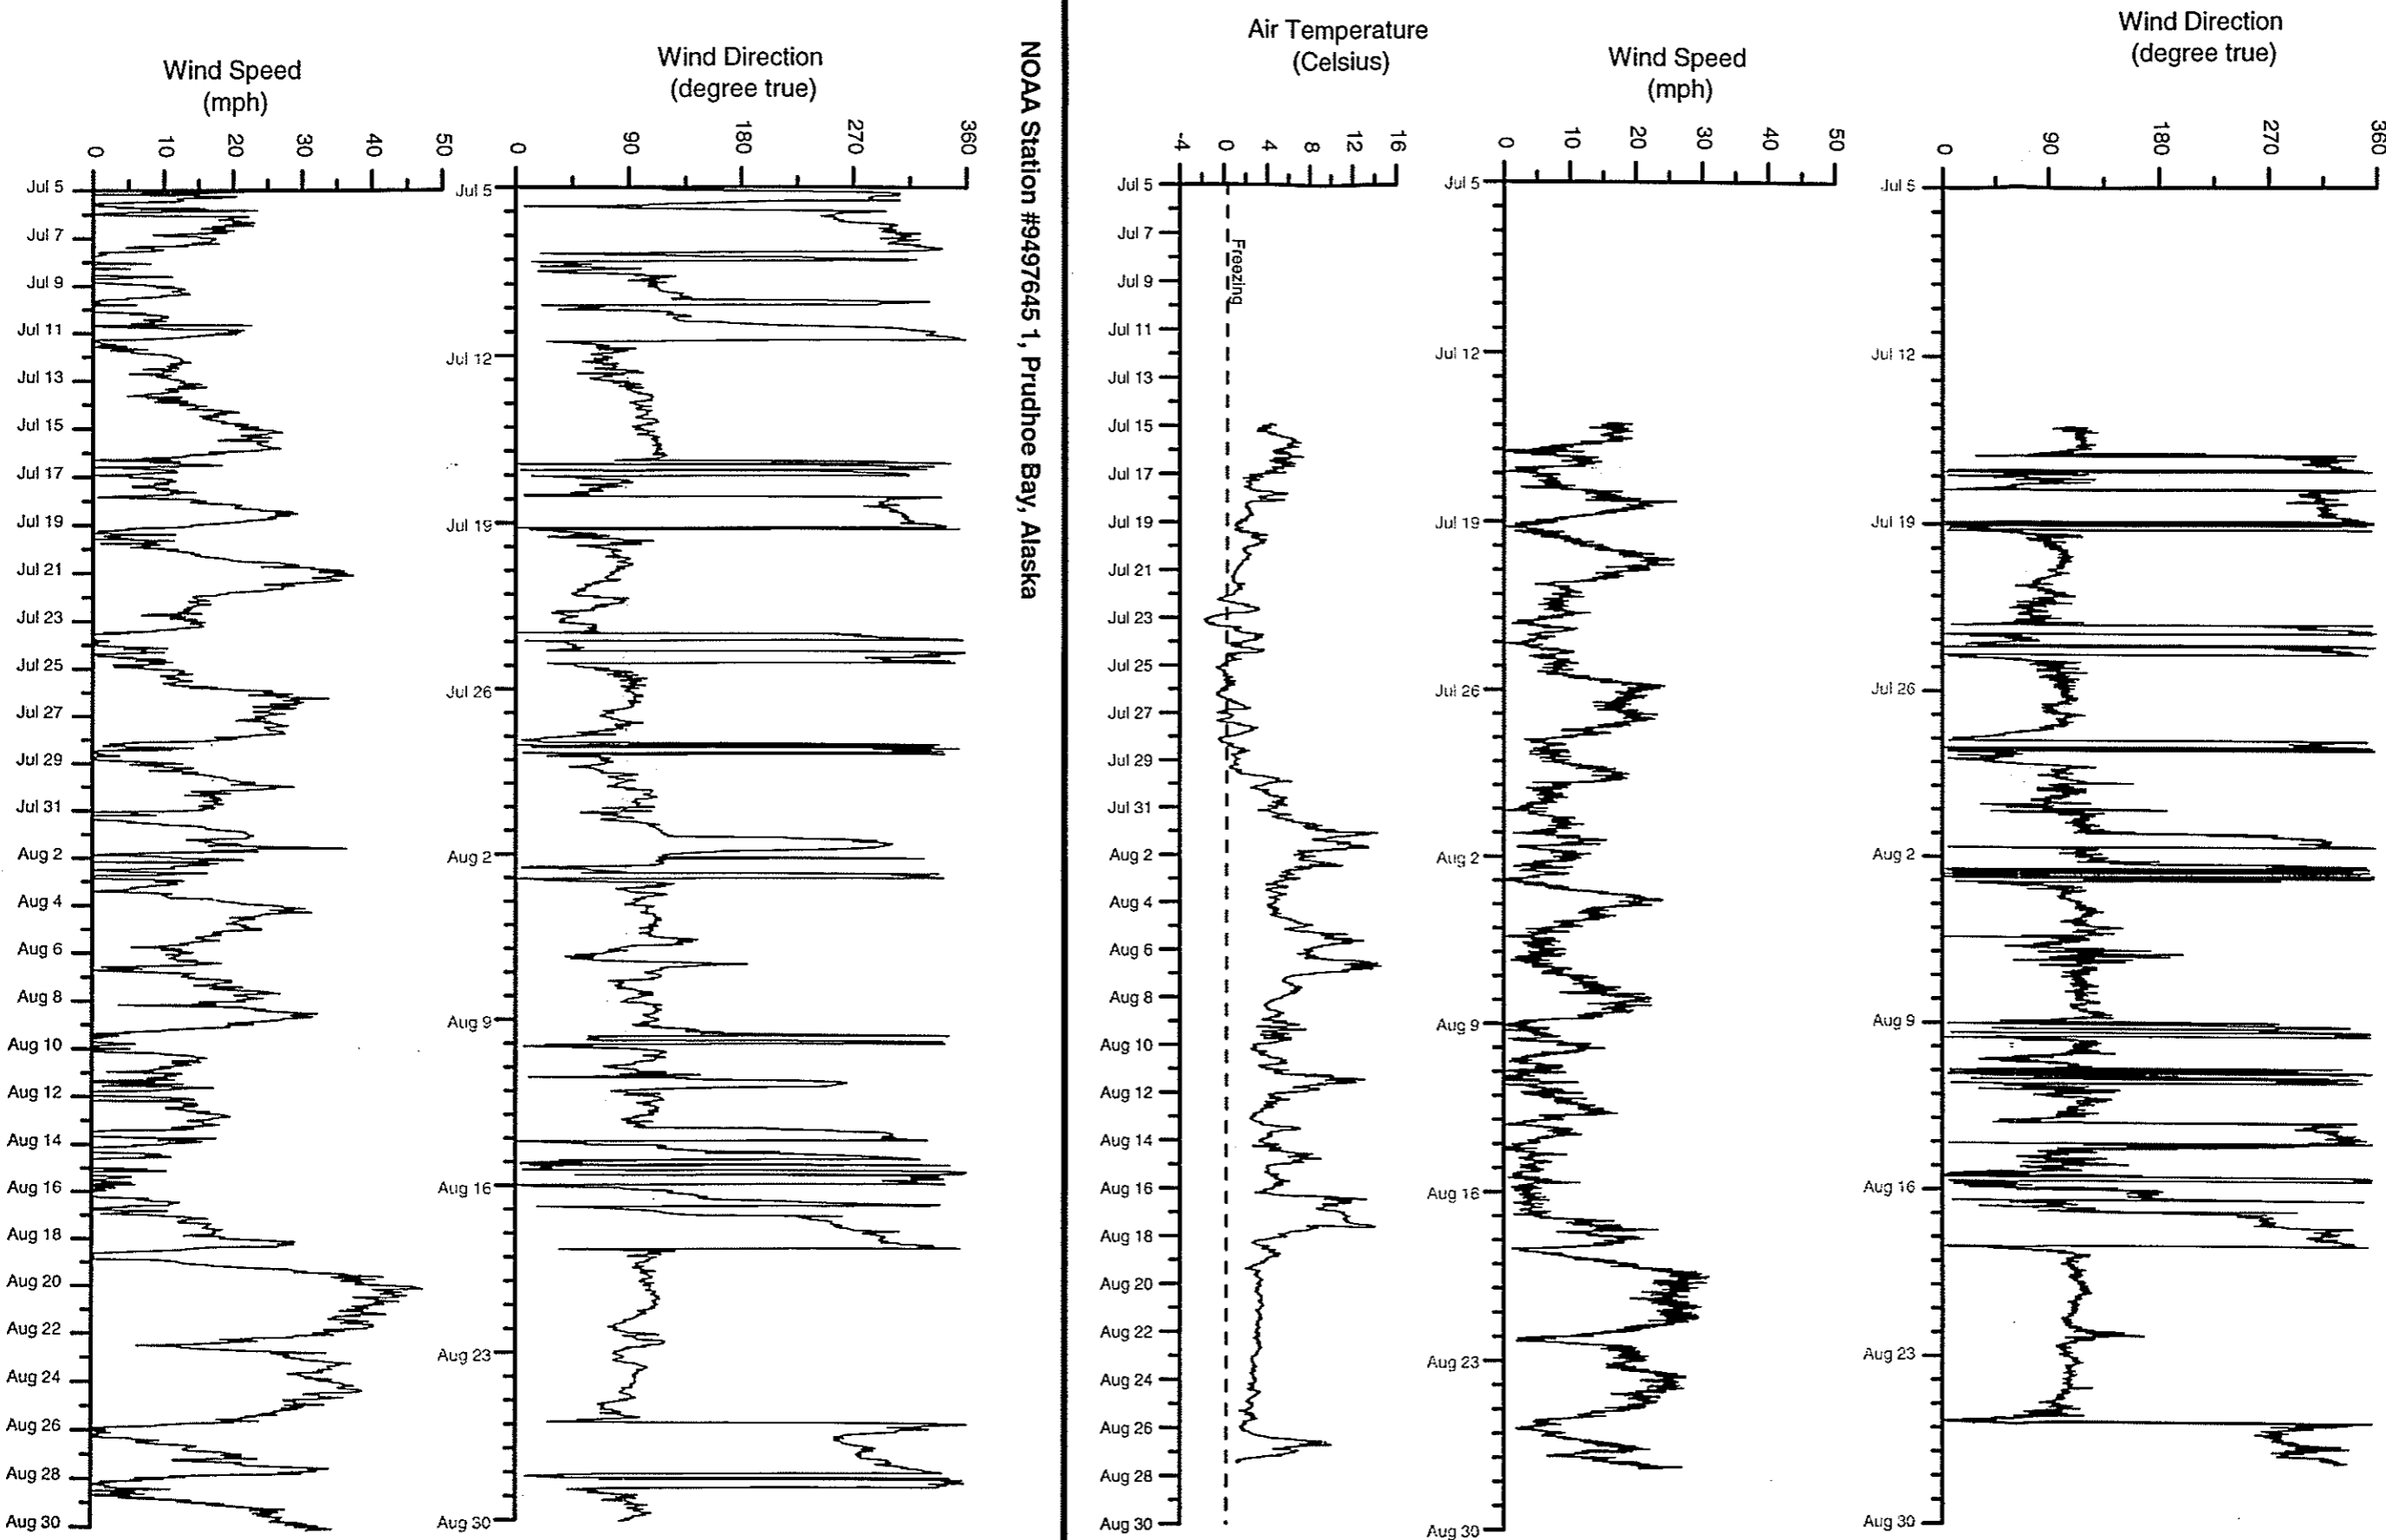 Wind Speed
(mph)
0
10
20
30
40
50
Jul 5
Jul 7
Jul 9
Jul 11
Jul 13
Jul 15
Jul 17
Jul 19
Jul 21
Jul 23
Jul 25
Jul 27
Jul 29
Jul 31
Aug 2
Aug 4
Aug 6
Aug 8
Aug 10
Aug 12
Aug 14
Aug 16
Aug 18
Aug 20
Aug 22
Aug 24
Aug 26
Aug 28
Aug 30
Wind Direction
(degree true)
0
90
180
270
360
Jul 5
Jul 12
Jul 19
Jul 26
Aug 2
Aug 9
Aug 16
Aug 23
Aug 30
NOAA Station #9497645 1, Prudhoe Bay, Alaska
Air Temperature
(Celsius)
-4
0
4
8
12
16
Freezing
Jul 5
Jul 7
Jul 9
Jul 11
Jul 13
Jul 15
Jul 17
Jul 19
Jul 21
Jul 23
Jul 25
Jul 27
Jul 29
Jul 31
Aug 2
Aug 4
Aug 6
Aug 8
Aug 10
Aug 12
Aug 14
Aug 16
Aug 18
Aug 20
Aug 22
Aug 24
Aug 26
Aug 28
Aug 30
Wind Speed
(mph)
0
10
20
30
40
50
Jul 5
Jul 12
Jul 19
Jul 26
Aug 2
Aug 9
Aug 16
Aug 23
Aug 30
Wind Direction
(degree true)
0
90
180
270
360
Jul 5
Jul 12
Jul 19
Jul 26
Aug 2
Aug 9
Aug 16
Aug 23
Aug 30